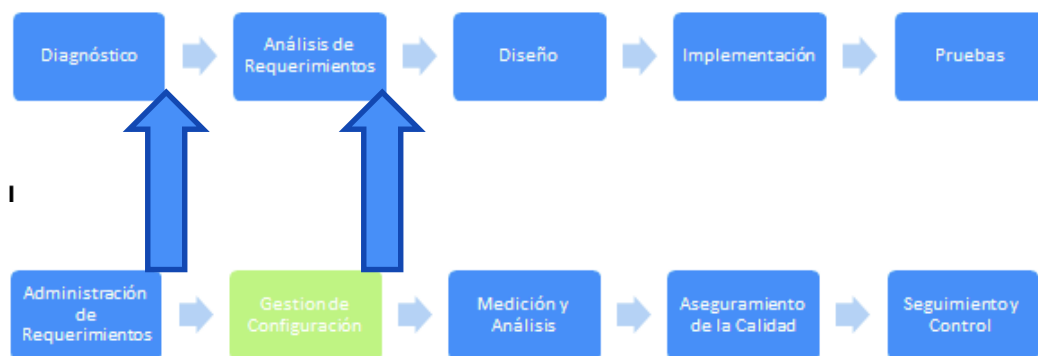 Diagnóstico
Análisis de
Requerimientos
Diseño
Implementación
Pruebas
I
Administración
de
Requerimientos
Gestion de
Configuración
Medición y
Análisis
Aseguramiento
de la Calidad
Seguimiento y
Control